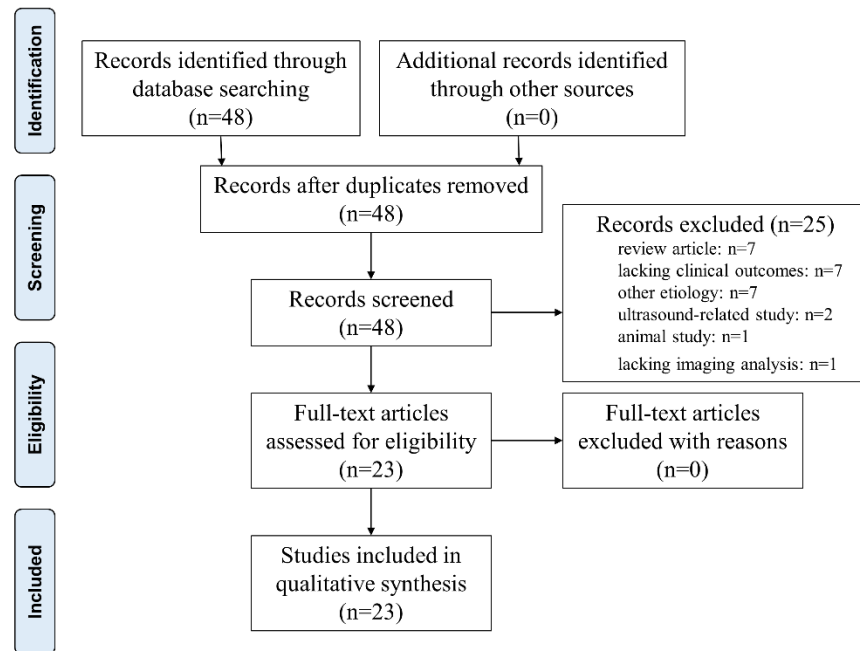 Identification
Records identified through
database searching
(n=48)
Additional records identified
through other sources
(n=0)
Screening
Records after duplicates removed
(n=48)
Records excluded (n=25)
review article: n=7
lacking clinical outcomes: n=7
other etiology: n=7
ultrasound-related study: n=2
animal study: n=1
lacking imaging analysis: n=1
Records screened
(n=48)
Eligibility
Full-text articles
assessed for eligibility
(n=23)
Full-text articles
excluded with reasons
(n=0)
Included
Studies included in
qualitative synthesis
(n=23)